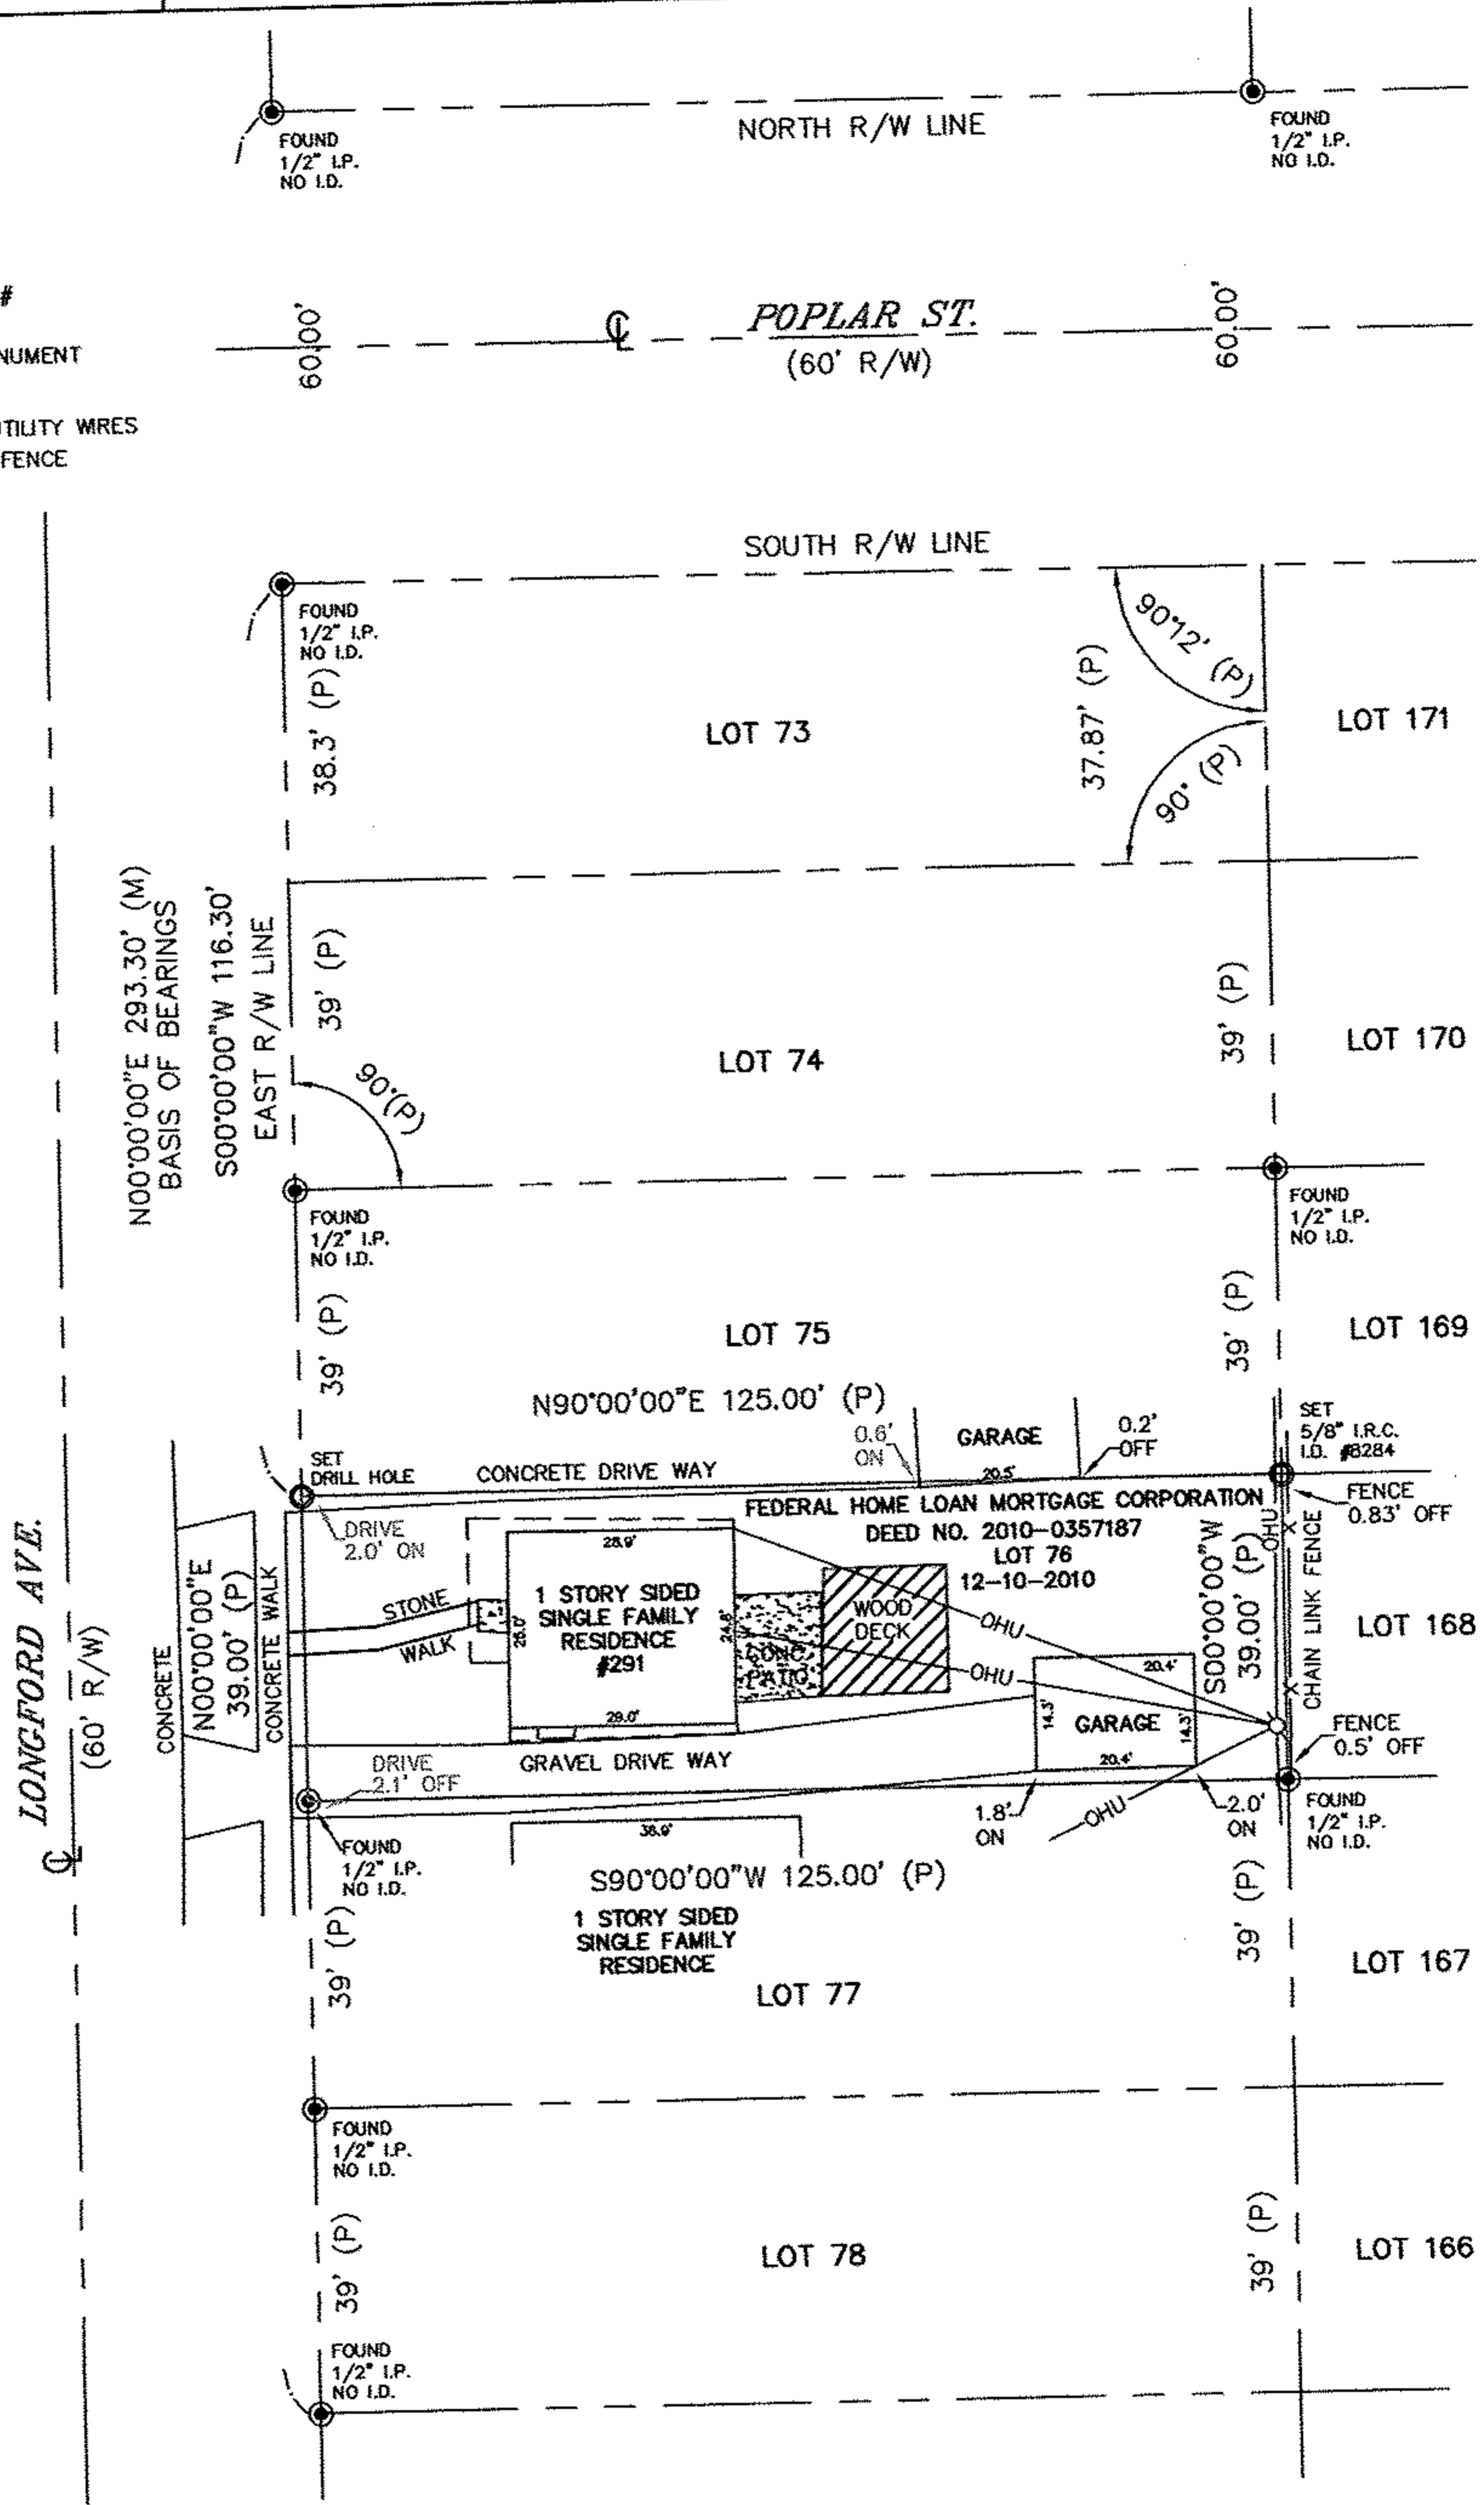 NORTH R/W LINE
FOUND
1/2" I.P.
NO I.D.
FOUND
1/2" I.P.
NO I.D.
#
NUMENT
TILITY WIRES
FENCE
60.00'
℄
POPLAR ST.
(60' R/W)
60.00'
SOUTH R/W LINE
FOUND
1/2" I.P.
NO I.D.
38.3' (P)
LOT 73
37.87' (P)
90°12' (P)
90° (P)
LOT 171
N00°00'00"E 293.30' (M)
BASIS OF BEARINGS
S00°00'00"W 116.30'
EAST R/W LINE
39' (P)
90°(P)
LOT 74
39' (P)
LOT 170
FOUND
1/2" I.P.
NO I.D.
FOUND
1/2" I.P.
NO I.D.
39' (P)
LOT 75
39' (P)
LOT 169
N90°00'00"E 125.00' (P)
0.6'
ON
GARAGE
20.5'
0.2'
OFF
SET
5/8" I.R.C.
I.D. #8284
SET
DRILL HOLE
CONCRETE DRIVE WAY
FENCE
0.83' OFF
FEDERAL HOME LOAN MORTGAGE CORPORATION
DEED NO. 2010-0357187
LOT 76
12-10-2010
DRIVE
2.0' ON
LONGFORD AVE.
(60' R/W)
℄
CONCRETE
N00°00'00"E
39.00' (P)
CONCRETE WALK
STONE
WALK
28.9'
26.0'
1 STORY SIDED
SINGLE FAMILY
RESIDENCE
#291
24.8'
29.0'
CONC.
PATIO
WOOD
DECK
OHU
OHU
OHU
OHU
S00°00'00"W
39.00' (P)
X
X
CHAIN LINK FENCE
LOT 168
20.4'
14.3'
GARAGE
14.3'
20.4'
FENCE
0.5' OFF
DRIVE
2.1' OFF
GRAVEL DRIVE WAY
1.8'
ON
2.0'
ON
FOUND
1/2" I.P.
NO I.D.
FOUND
1/2" I.P.
NO I.D.
36.9'
S90°00'00"W 125.00' (P)
1 STORY SIDED
SINGLE FAMILY
RESIDENCE
39' (P)
LOT 77
39' (P)
LOT 167
FOUND
1/2" I.P.
NO I.D.
39' (P)
LOT 78
39' (P)
LOT 166
FOUND
1/2" I.P.
NO I.D.